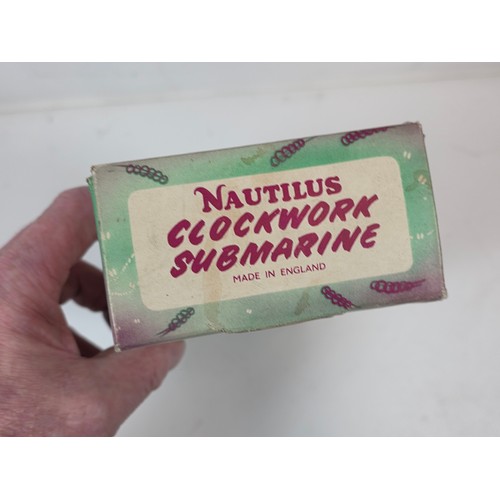 NAUTILUS
CLOCKWORK
SUBMARINE
MADE IN ENGLAND